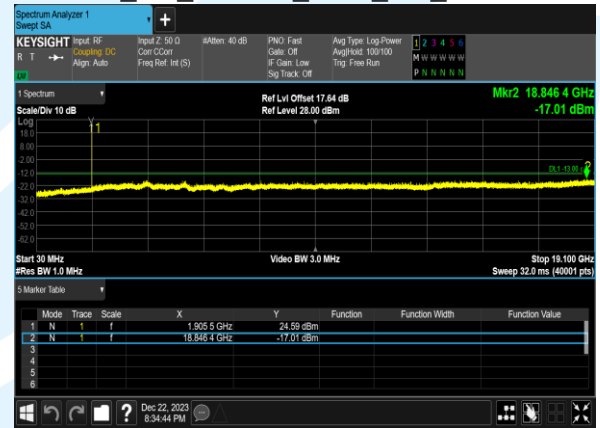 Spectrum Analyzer 1
Swept SA
+
KEYSIGHT Input: RF Input Z: 50 Ω #Atten: 40 dB PNO: Fast Avg Type: Log-Power 1 2 3 4 5 6
R T Coupling: DC Corr CCorr Gate: Off Avg|Hold: 100/100 M W W W W W
Align: Auto Freq Ref: Int (S) IF Gain: Low Trig: Free Run
LV Sig Track: Off P N N N N N
1 Spectrum Ref Lvl Offset 17.64 dB Mkr2 18.846 4 GHz
Scale/Div 10 dB Ref Level 28.00 dBm -17.01 dBm
Log
18.0 1
8.00
-2.00
-12.0 DL1 -13.00 2
-22.0
-32.0
-42.0
-52.0
-62.0
Start 30 MHz Video BW 3.0 MHz Stop 19.100 GHz
#Res BW 1.0 MHz Sweep 32.0 ms (40001 pts)
5 Marker Table
Mode Trace Scale X Y Function Function Width Function Value
1 N 1 f 1.905 5 GHz 24.59 dBm
2 N 1 f 18.846 4 GHz -17.01 dBm
3
4
5
6
? Dec 22, 2023
8:34:44 PM